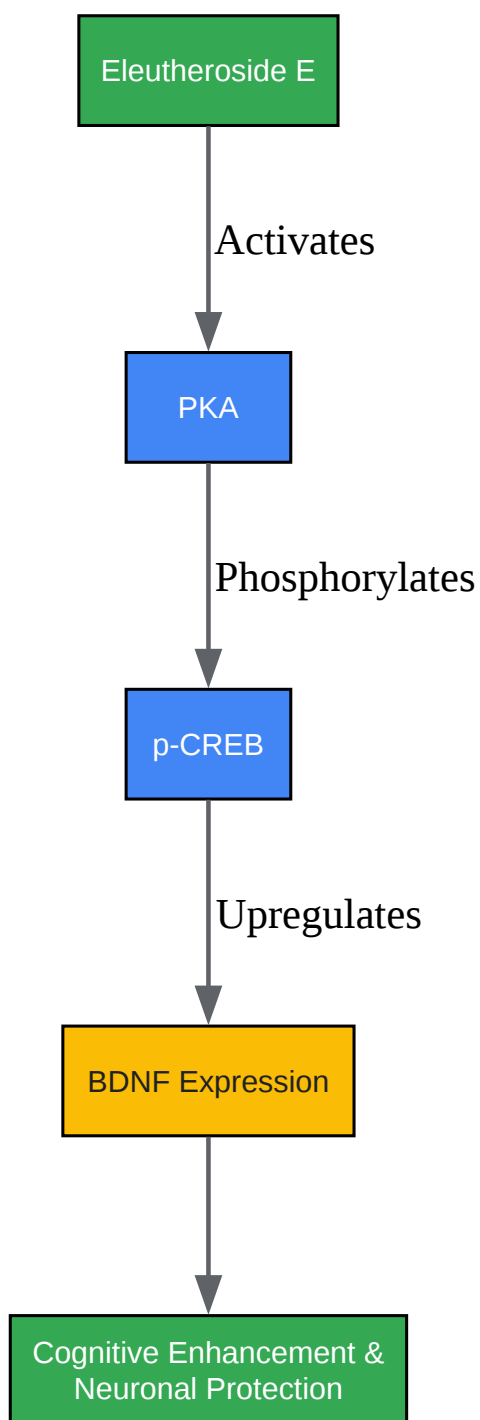 Eleutheroside E
Activates
PKA
Phosphorylates
p-CREB
Upregulates
BDNF Expression
Cognitive Enhancement &
Neuronal Protection